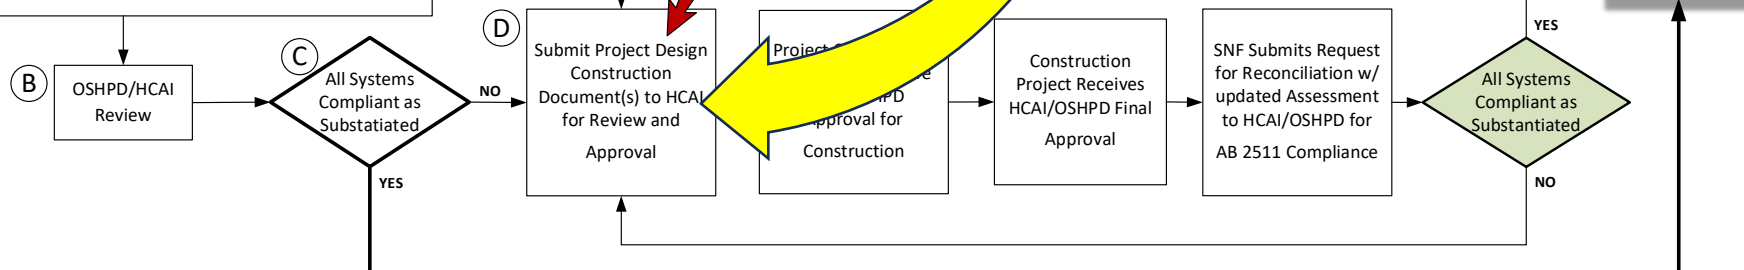 B
OSHPD/HCAI
Review
C
All Systems
Compliant as
Substatiated
NO
YES
D
Submit Project Design
Construction
Document(s) to HCAI
for Review and
Approval
Project
Approval for
Construction
Construction
Project Receives
HCAI/OSHPD Final
Approval
SNF Submits Request
for Reconciliation w/
updated Assessment
to HCAI/OSHPD for
AB 2511 Compliance
YES
All Systems
Compliant as
Substantiated
NO